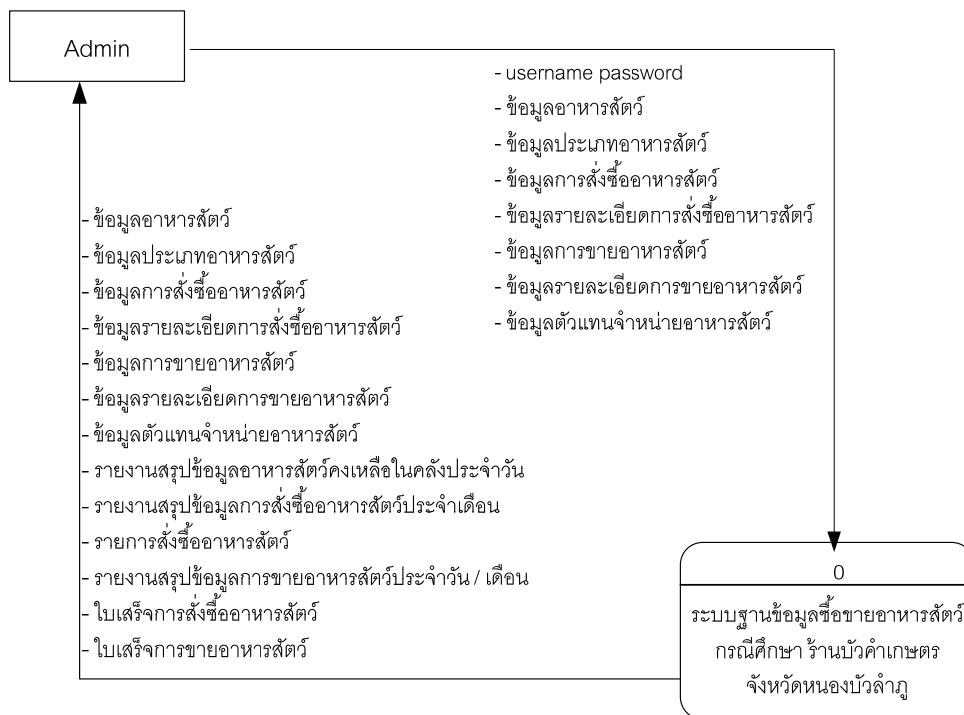 Admin
- username password
- ข้อมูลอาหารสัตว์
- ข้อมูลประเภทอาหารสัตว์
- ข้อมูลการสั่งซื้ออาหารสัตว์
- ข้อมูลรายละเอียดการสั่งซื้ออาหารสัตว์
- ข้อมูลการขายอาหารสัตว์
- ข้อมูลรายละเอียดการขายอาหารสัตว์
- ข้อมูลตัวแทนจำหน่ายอาหารสัตว์
- ข้อมูลอาหารสัตว์
- ข้อมูลประเภทอาหารสัตว์
- ข้อมูลการสั่งซื้ออาหารสัตว์
- ข้อมูลรายละเอียดการสั่งซื้ออาหารสัตว์
- ข้อมูลการขายอาหารสัตว์
- ข้อมูลรายละเอียดการขายอาหารสัตว์
- ข้อมูลตัวแทนจำหน่ายอาหารสัตว์
- รายงานสรุปข้อมูลอาหารสัตว์คงเหลือในคลังประจำวัน
- รายงานสรุปข้อมูลการสั่งซื้ออาหารสัตว์ประจำเดือน
- รายการสั่งซื้ออาหารสัตว์
- รายงานสรุปข้อมูลการขายอาหารสัตว์ประจำวัน / เดือน
- ใบเสร็จการสั่งซื้ออาหารสัตว์
- ใบเสร็จการขายอาหารสัตว์
0
ระบบฐานข้อมูลซื้อขายอาหารสัตว์
กรณีศึกษา ร้านบัวคำเกษตร
จังหวัดหนองบัวลำภู